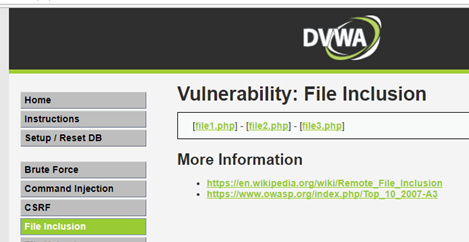 DVWA
Home
Instructions
Setup / Reset DB
Brute Force
Command Injection
CSRF
File Inclusion
Vulnerability: File Inclusion
[file1.php] - [file2.php] - [file3.php]
More Information
https://en.wikipedia.org/wiki/Remote_File_Inclusion
https://www.owasp.org/index.php/Top_10_2007-A3